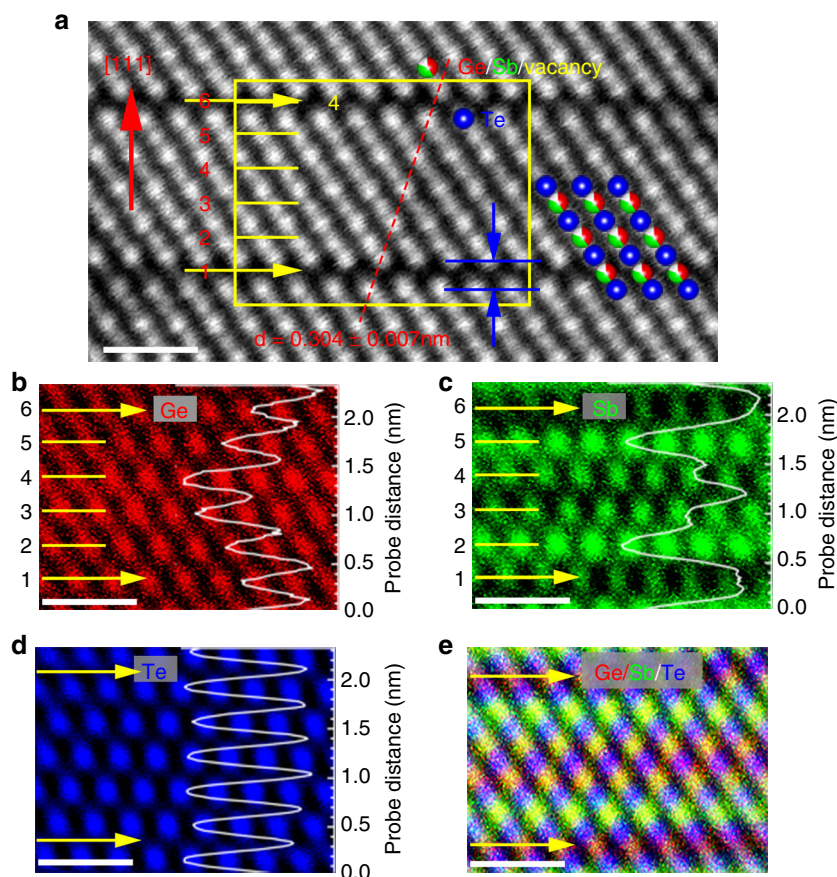 a
[111]
Ge/Sb/vacancy
6
4
Te
5
4
3
2
1
d = 0.304 ± 0.007nm
b
Ge
6
5
4
3
2
1
2.0
1.5
1.0
0.5
0.0
Probe distance (nm)
c
Sb
6
5
4
3
2
1
2.0
1.5
1.0
0.5
0.0
Probe distance (nm)
d
Te
2.0
1.5
1.0
0.5
0.0
Probe distance (nm)
e
Ge/Sb/Te